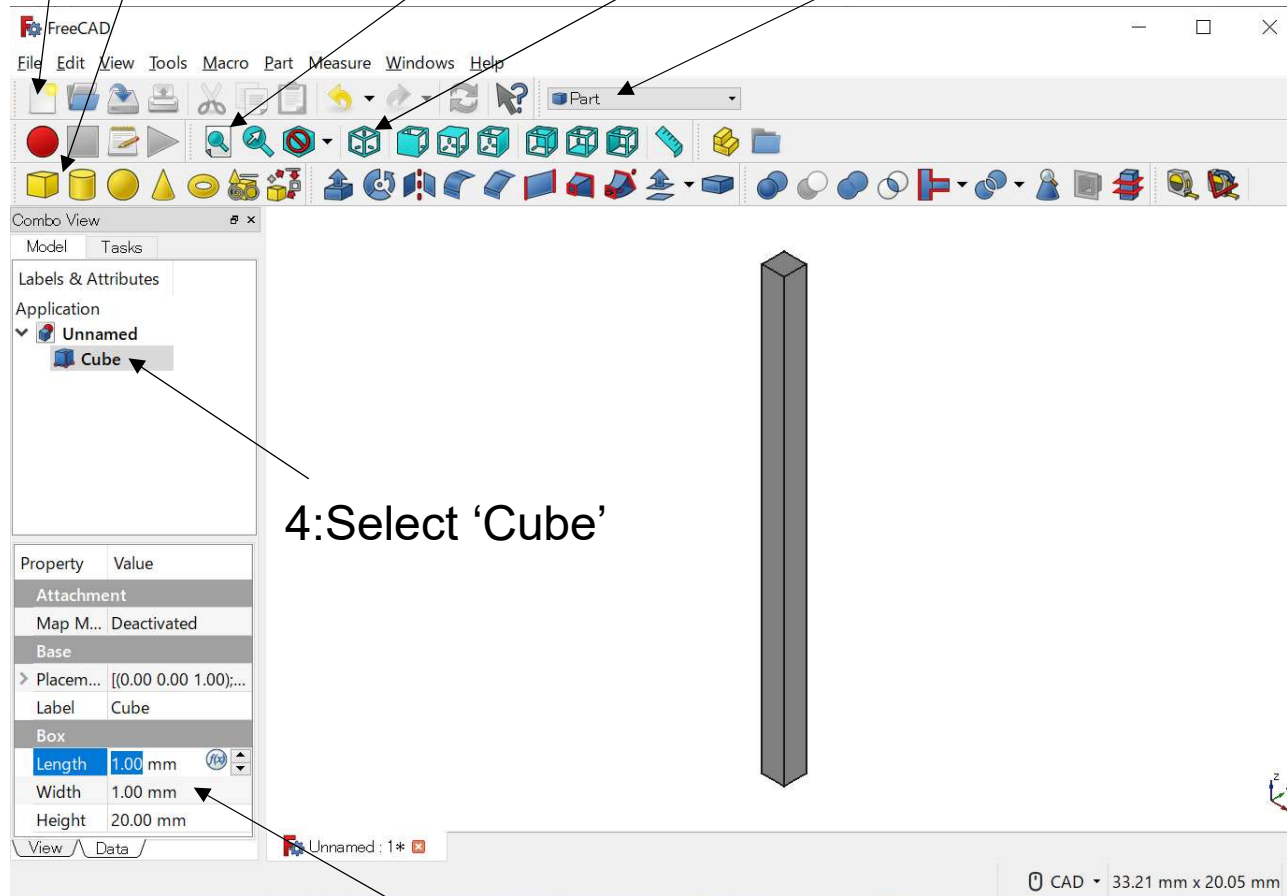 FreeCAD
File Edit View Tools Macro Part Measure Windows Help
Part
Combo View
Model Tasks
Labels & Attributes
Application
Unnamed
Cube
4:Select ‘Cube’
Property Value
Attachment
Map M... Deactivated
Base
Placem... [(0.00 0.00 1.00);...
Label Cube
Box
Length 1.00 mm f(x)
Width 1.00 mm
Height 20.00 mm
View Data
Unnamed : 1*
CAD 33.21 mm x 20.05 mm
z